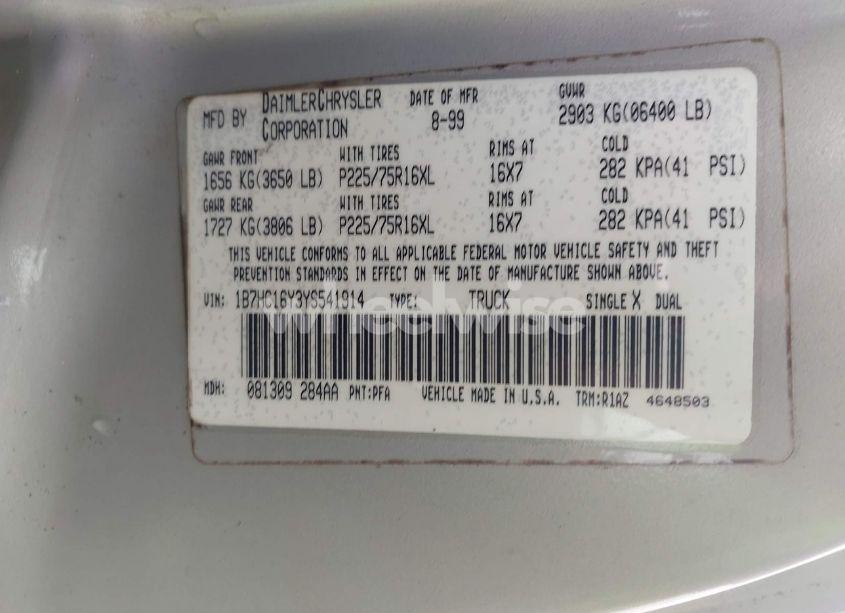 MFD BY DAIMLERCHRYSLER CORPORATION DATE OF MFR 8-99 GVWR 2903 KG(06400 LB)
GAWR FRONT WITH TIRES RIMS AT COLD
1656 KG(3650 LB) P225/75R16XL 16X7 282 KPA(41 PSI)
GAWR REAR WITH TIRES RIMS AT COLD
1727 KG(3806 LB) P225/75R16XL 16X7 282 KPA(41 PSI)
THIS VEHICLE CONFORMS TO ALL APPLICABLE FEDERAL MOTOR VEHICLE SAFETY AND THEFT
PREVENTION STANDARDS IN EFFECT ON THE DATE OF MANUFACTURE SHOWN ABOVE.
VIN: 1B7HC16Y3YS541914 TYPE: TRUCK SINGLE X DUAL
wheelwise
MDH: 081309 284AA PNT:PFA VEHICLE MADE IN U.S.A. TRM:R1AZ 4648503